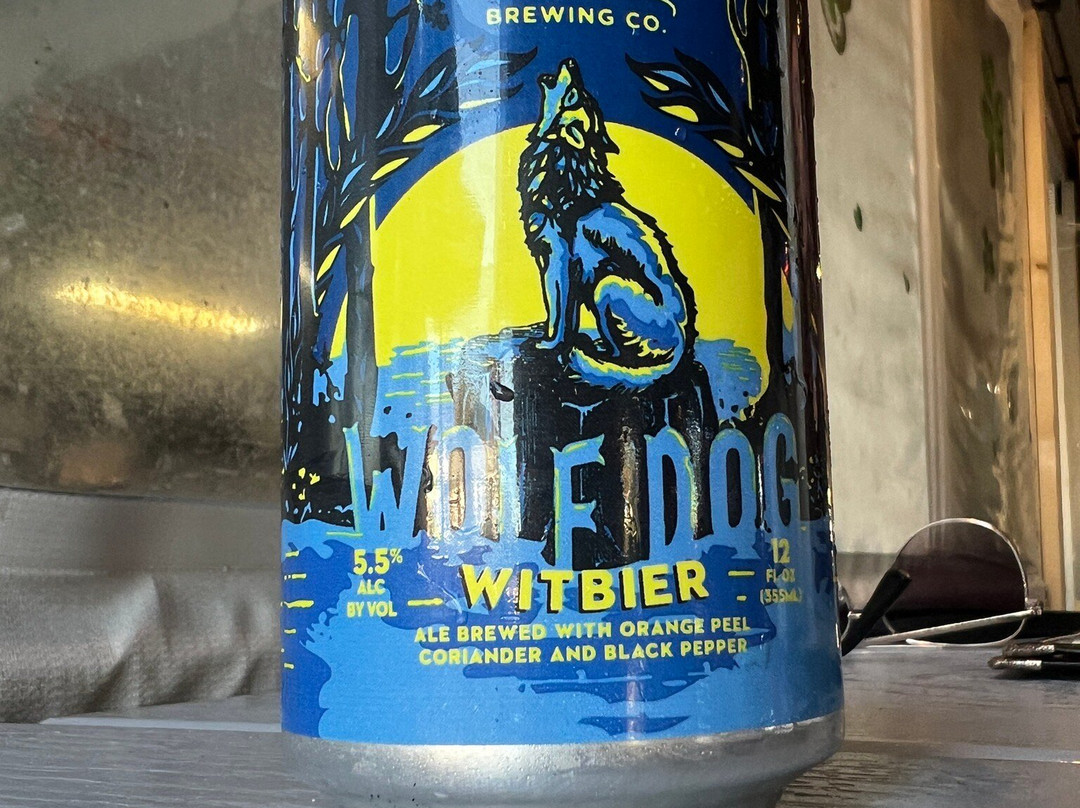 BREWING CO.
WOLF DOG
5.5%
ALC
BY VOL
12
FL OZ
(355ML)
WITBIER
ALE BREWED WITH ORANGE PEEL
CORIANDER AND BLACK PEPPER